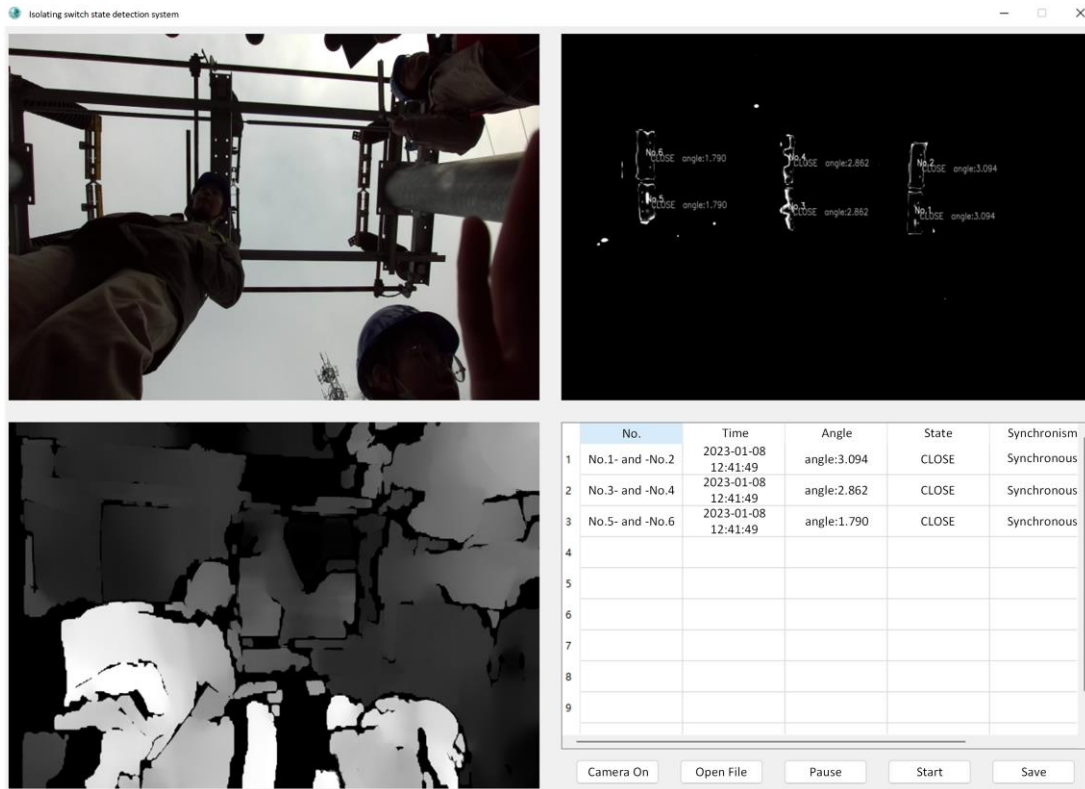 Isolating switch state detection system
No.6
CLOSE angle:1.790
No.4
CLOSE angle:2.862
No.2
CLOSE angle:3.094
No.5
CLOSE angle:1.790
No.3
CLOSE angle:2.862
No.1
CLOSE angle:3.094
No. Time Angle State Synchronism
1 No.1- and -No.2 2023-01-08 12:41:49 angle:3.094 CLOSE Synchronous
2 No.3- and -No.4 2023-01-08 12:41:49 angle:2.862 CLOSE Synchronous
3 No.5- and -No.6 2023-01-08 12:41:49 angle:1.790 CLOSE Synchronous
4
5
6
7
8
9
Camera On Open File Pause Start Save